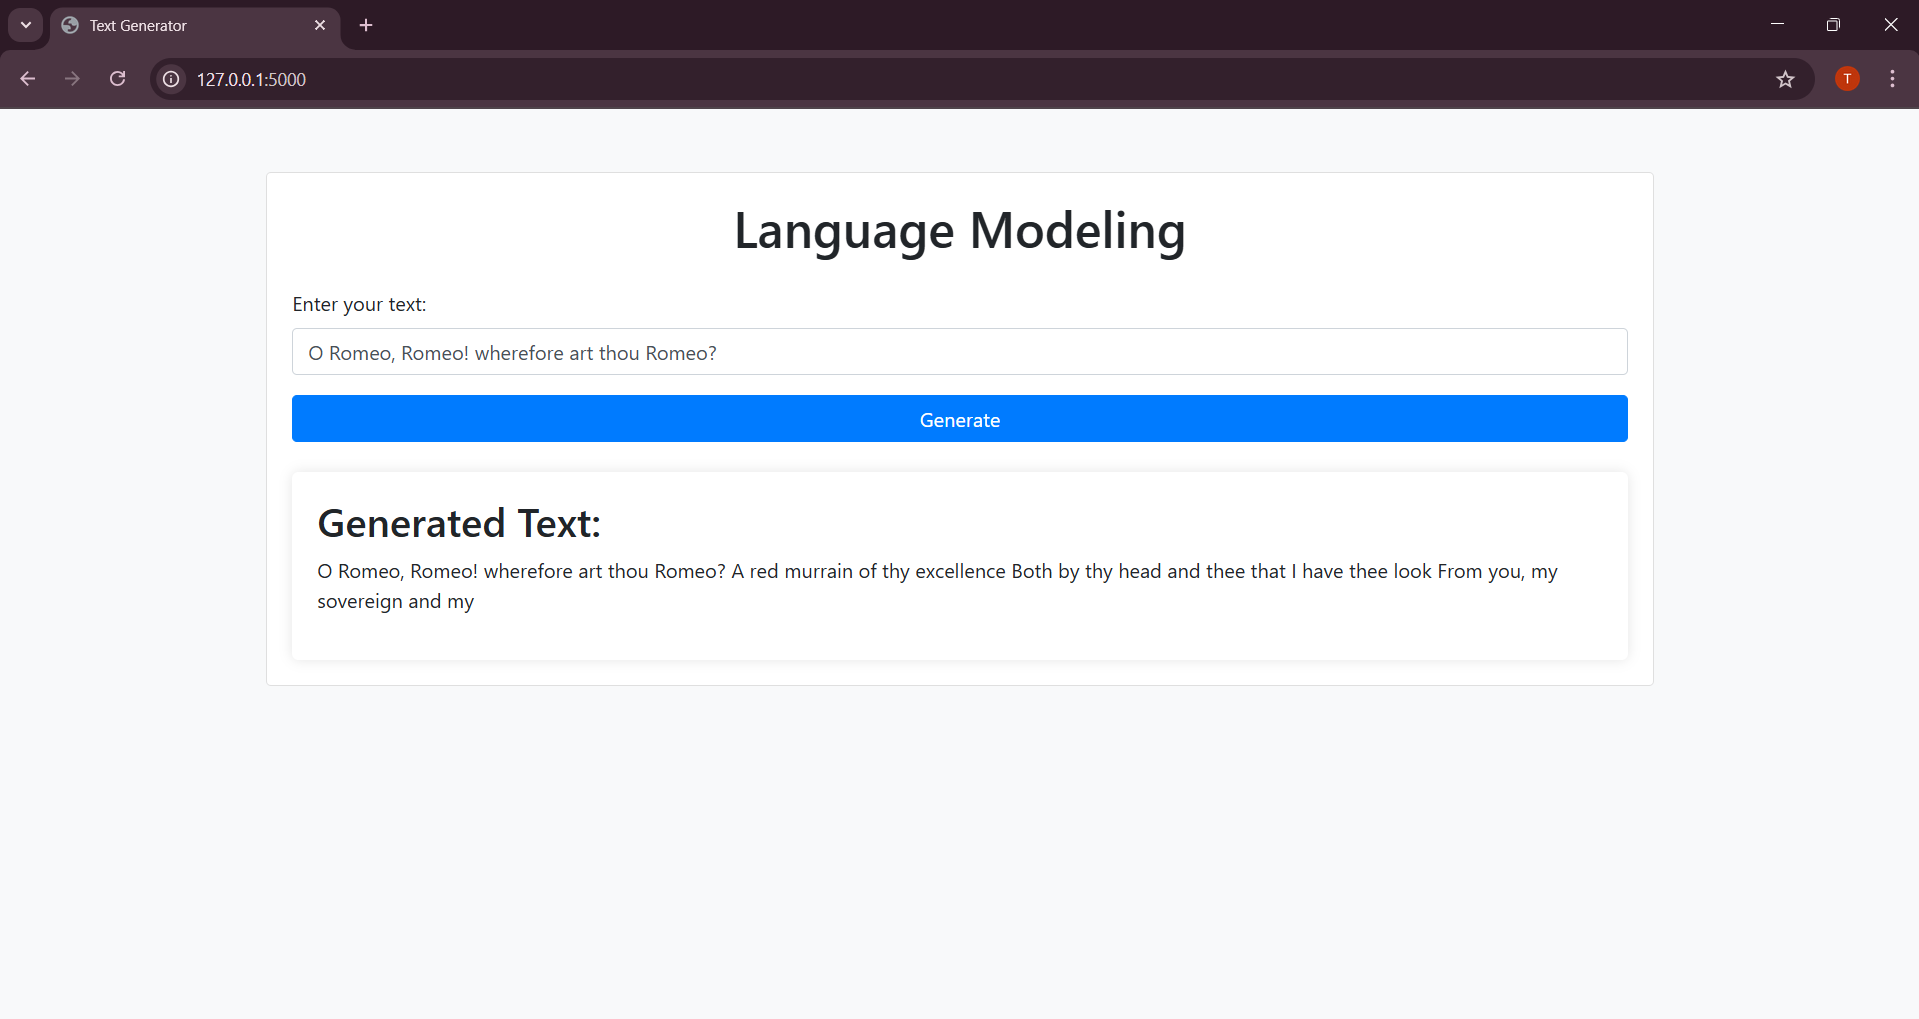 Text Generator
127.0.0.1:5000
T
Language Modeling
Enter your text:
O Romeo, Romeo! wherefore art thou Romeo?
Generate
Generated Text:
O Romeo, Romeo! wherefore art thou Romeo? A red murrain of thy excellence Both by thy head and thee that I have thee look From you, my
sovereign and my